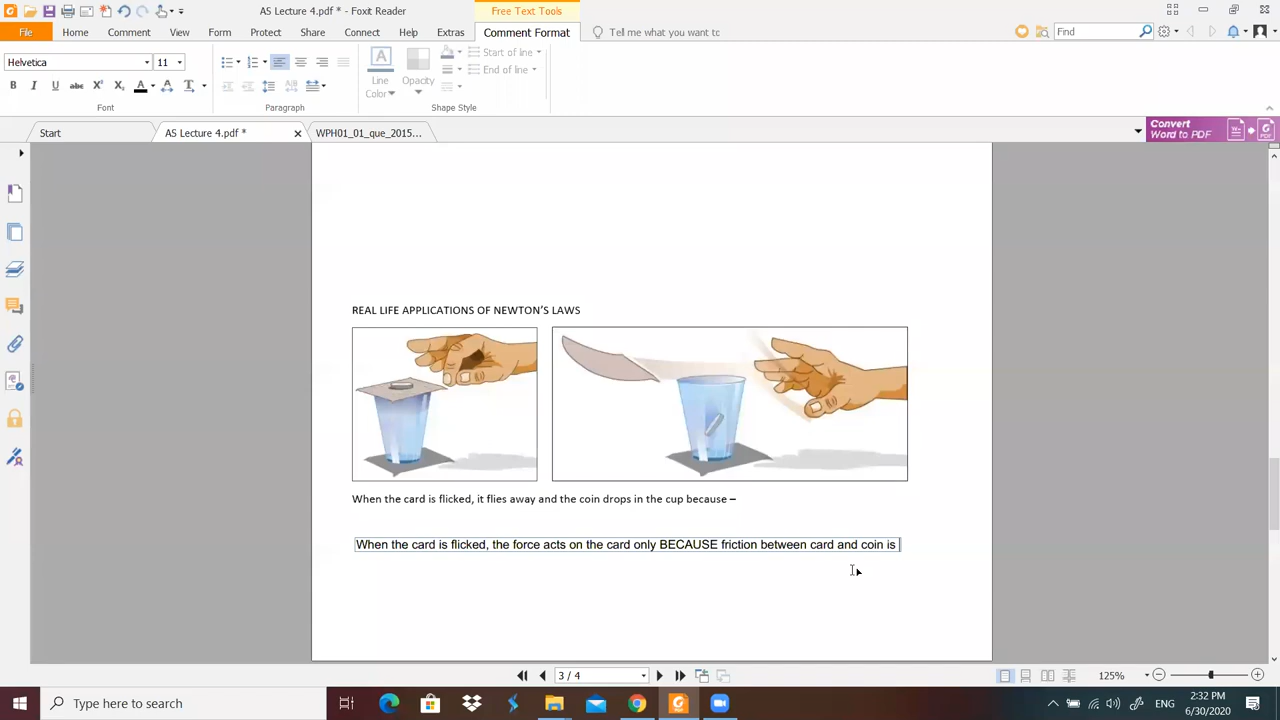 AS Lecture 4.pdf * - Foxit Reader
Free Text Tools
File
Home
Comment
View
Form
Protect
Share
Connect
Help
Extras
Comment Format
Tell me what you want tc
Find
Helvetica
11
Font
Paragraph
Line
Color
Opacity
Start of line
End of line
Shape Style
Start
AS Lecture 4.pdf *
WPH01_01_que_2015...
Convert
Word to PDF
REAL LIFE APPLICATIONS OF NEWTON'S LAWS
When the card is flicked, it flies away and the coin drops in the cup because –
When the card is flicked, the force acts on the card only BECAUSE friction between card and coin is
3 / 4
125%
Type here to search
ENG
2:32 PM
6/30/2020